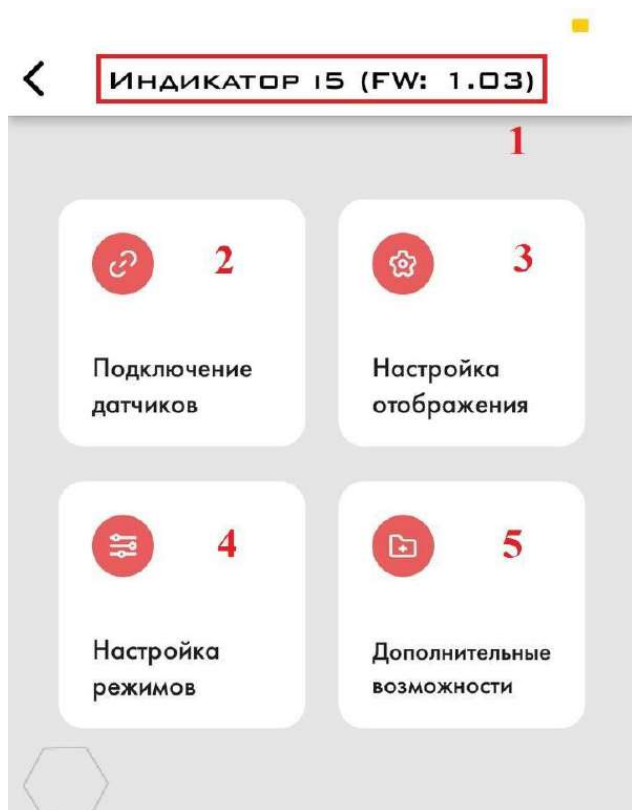 Индикатор i5 (FW: 1.03)
1
2
3
Подключение
датчиков
Настройка
отображения
4
5
Настройка
режимов
Дополнительные
возможности